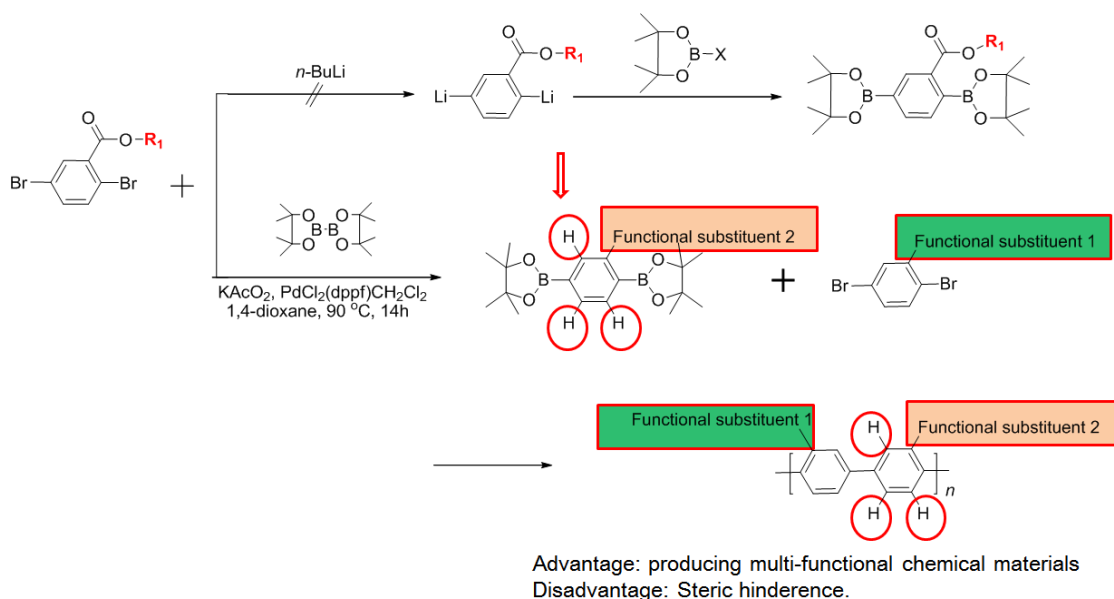 O
O
R₁
Br
Br
+
n-BuLi
O
O
R₁
Li
Li
O
B-X
O
O
O
R₁
O
B
O
O
B
O
O
O
B-B
O
O
KAcO₂, PdCl₂(dppf)CH₂Cl₂
1,4-dioxane, 90 °C, 14h
H
Functional substituent 2
O
B
O
O
B
O
H
H
+
Functional substituent 1
Br
Br
Functional substituent 1
H
Functional substituent 2
n
H
H
Advantage: producing multi-functional chemical materials
Disadvantage: Steric hinderence.